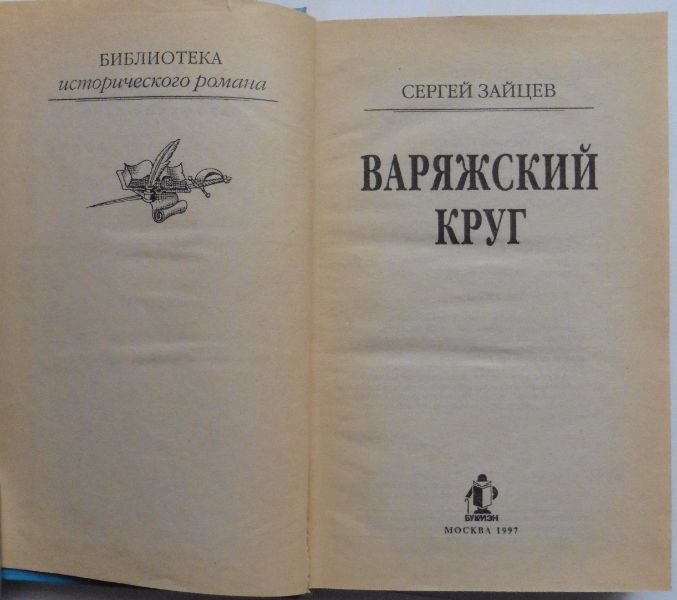 БИБЛИОТЕКА
исторического романа
СЕРГЕЙ ЗАЙЦЕВ
ВАРЯЖСКИЙ
КРУГ
БУКМЭН
МОСКВА 1997